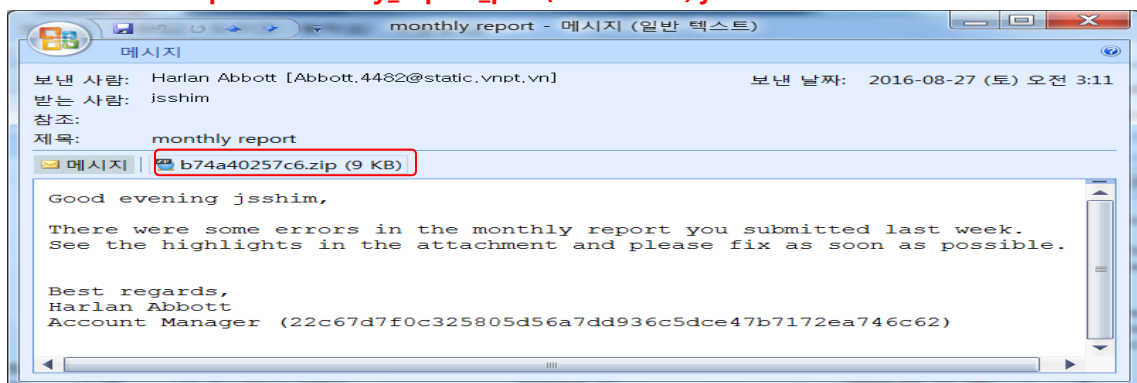 monthly report - 메시지 (일반 텍스트)
메시지
보낸 사람: Harlan Abbott [Abbott.4482@static.vnpt.vn] 보낸 날짜: 2016-08-27 (토) 오전 3:11
받는 사람: jsshim
참조:
제목: monthly report
메시지 b74a40257c6.zip (9 KB)
Good evening jsshim,
There were some errors in the monthly report you submitted last week.
See the highlights in the attachment and please fix as soon as possible.
Best regards,
Harlan Abbott
Account Manager (22c67d7f0c325805d56a7dd936c5dce47b7172ea746c62)